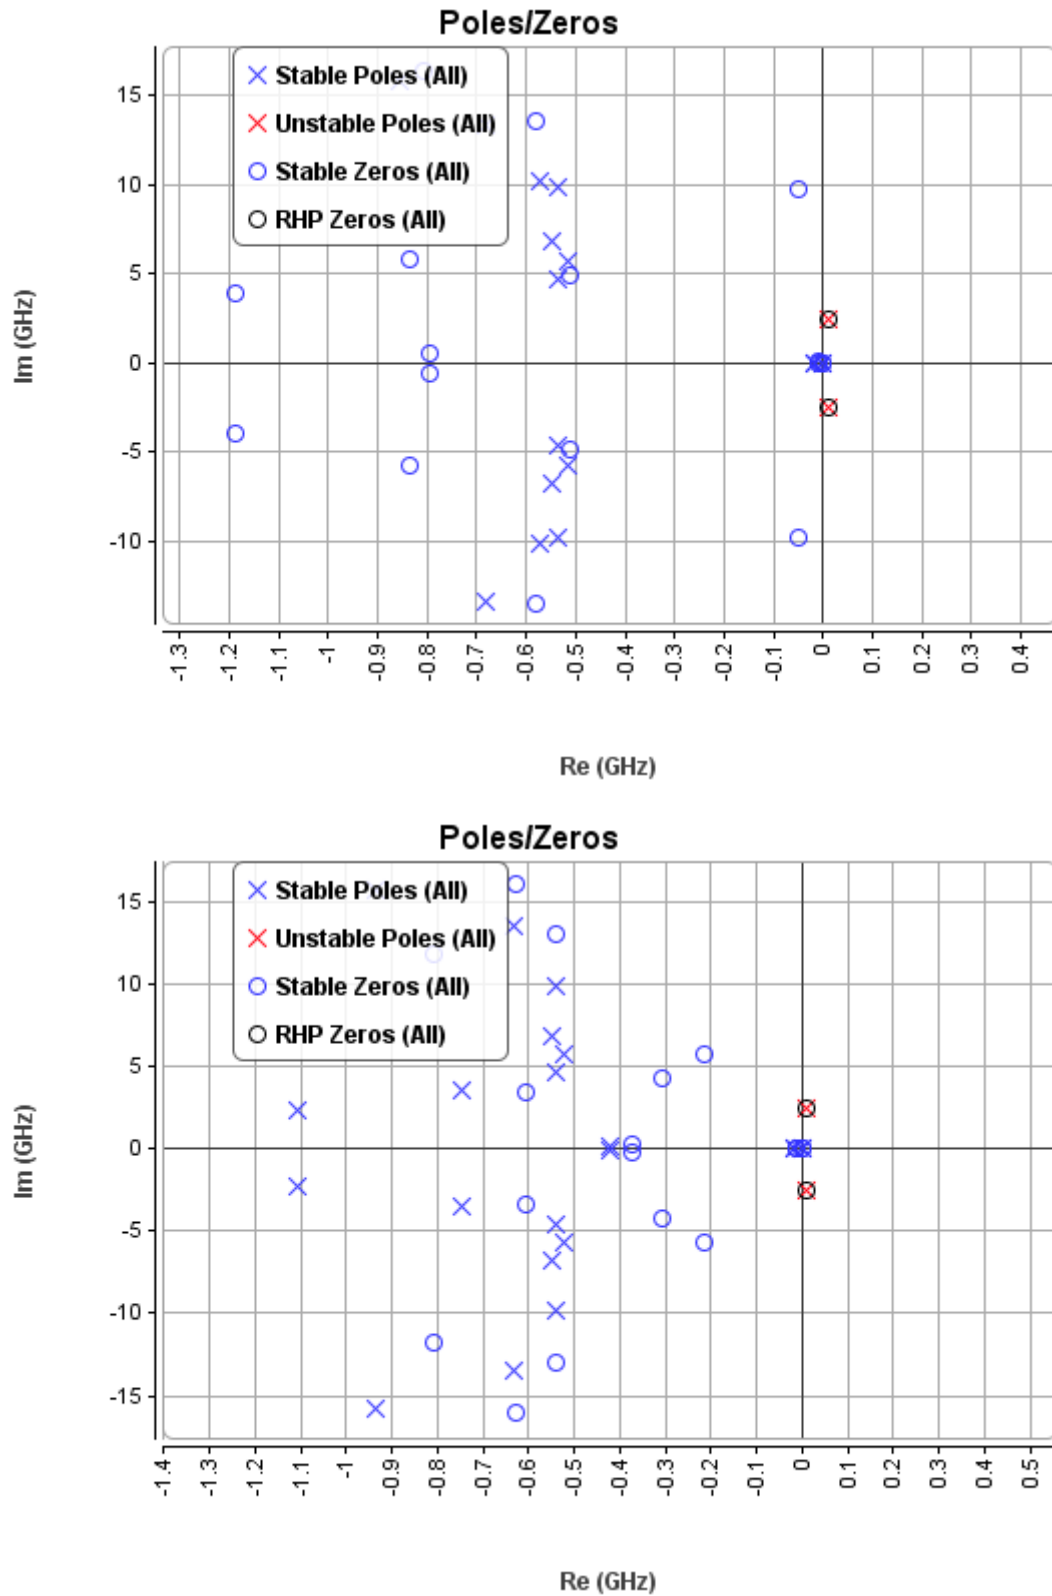 Poles/Zeros
Stable Poles (All)
Unstable Poles (All)
Stable Zeros (All)
RHP Zeros (All)
15
10
5
0
-5
-10
Im (GHz)
-1.3 -1.2 -1.1 -1 -0.9 -0.8 -0.7 -0.6 -0.5 -0.4 -0.3 -0.2 -0.1 0 0.1 0.2 0.3 0.4
Re (GHz)
Poles/Zeros
Stable Poles (All)
Unstable Poles (All)
Stable Zeros (All)
RHP Zeros (All)
15
10
5
0
-5
-10
-15
Im (GHz)
-1.4 -1.3 -1.2 -1.1 -1 -0.9 -0.8 -0.7 -0.6 -0.5 -0.4 -0.3 -0.2 -0.1 0 0.1 0.2 0.3 0.4 0.5
Re (GHz)